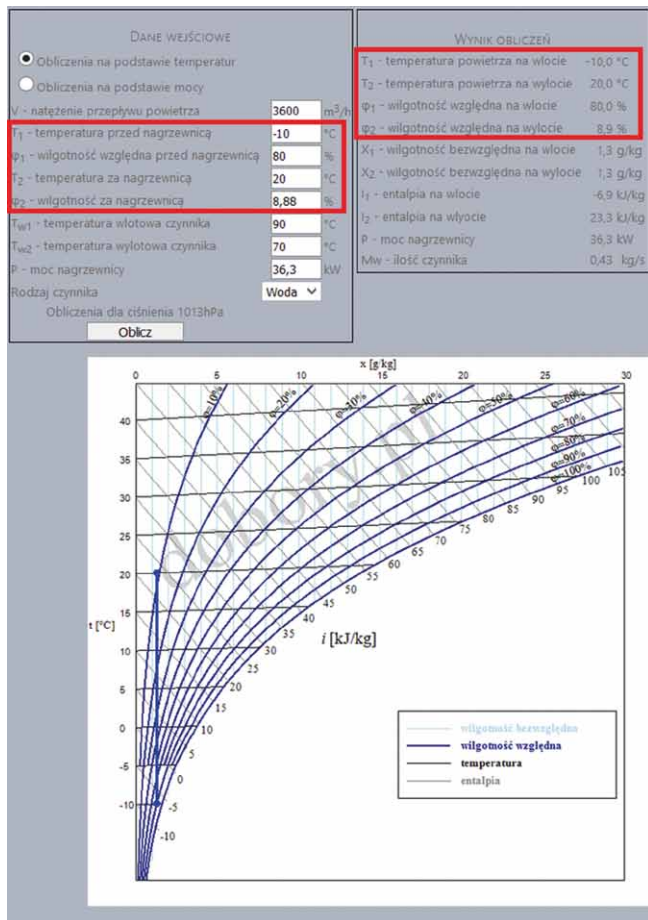 DANE WEJŚCIOWE
Obliczenia na podstawie temperatur
Obliczenia na podstawie mocy
V - natężenie przepływu powietrza 3600 m³/h
T₁ - temperatura przed nagrzewnicą -10 °C
φ₁ - wilgotność względna przed nagrzewnicą 80 %
T₂ - temperatura za nagrzewnicą 20 °C
φ₂ - wilgotność za nagrzewnicą 8,88 %
Tw1 - temperatura wlotowa czynnika 90 °C
Tw2 - temperatura wylotowa czynnika 70 °C
P - moc nagrzewnicy 36,3 kW
Rodzaj czynnika Woda
Obliczenia dla ciśnienia 1013hPa
Oblicz
WYNIK OBLICZEŃ
T₁ - temperatura powietrza na wlocie -10,0 °C
T₂ - temperatura powietrza na wylocie 20,0 °C
φ₁ - wilgotność względna na wlocie 80,0 %
φ₂ - wilgotność względna na wylocie 8,9 %
X₁ - wilgotność bezwzględna na wlocie 1,3 g/kg
X₂ - wilgotność bezwzględna na wylocie 1,3 g/kg
I₁ - entalpia na wlocie -6,9 kJ/kg
I₂ - entalpia na wlyocie 23,3 kJ/kg
P - moc nagrzewnicy 36,3 kW
Mw - ilość czynnika 0,43 kg/s
x [g/kg]
0 5 10 15 20 25 30
φ=10% φ=20% φ=30% φ=40% φ=50% φ=60%
φ=70%
φ=80%
φ=90%
φ=100%
40
35
30
25
20
15
10
5
0
-5
-10
t [°C]
105
100
95
90
85
80
75
70
65
60
55
50
45
40
35
30
25
20
15
10
5
0
-5
-10
i [kJ/kg]
dobory.pl
wilgotność bezwzględna
wilgotność względna
temperatura
entalpia